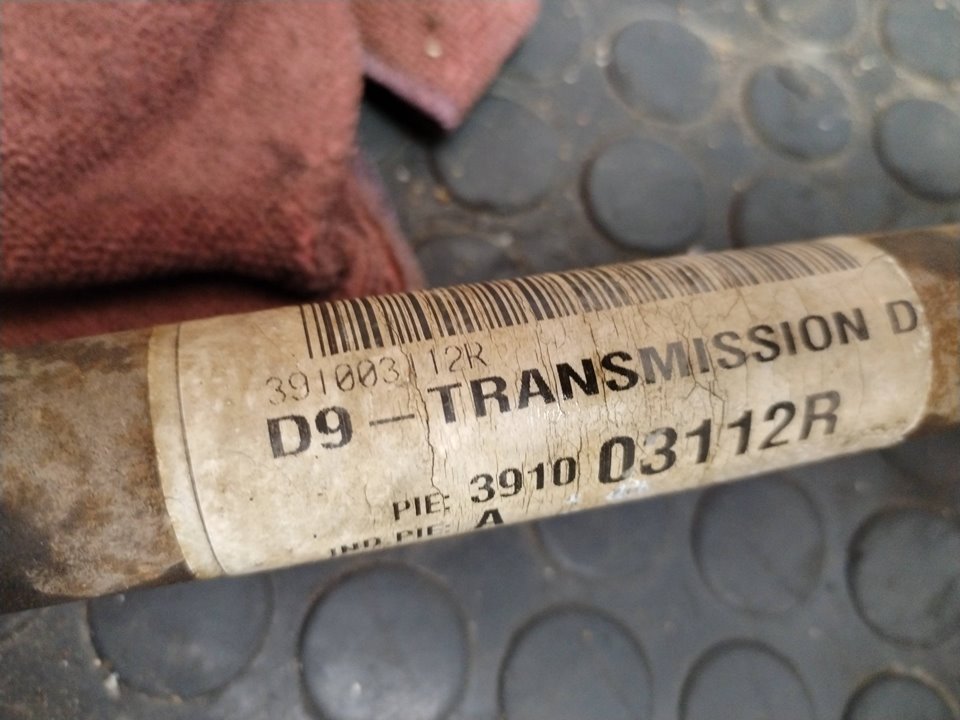 391003112R
D9 - TRANSMISSION D
PIE: 3910 03112R
IND PIE: A